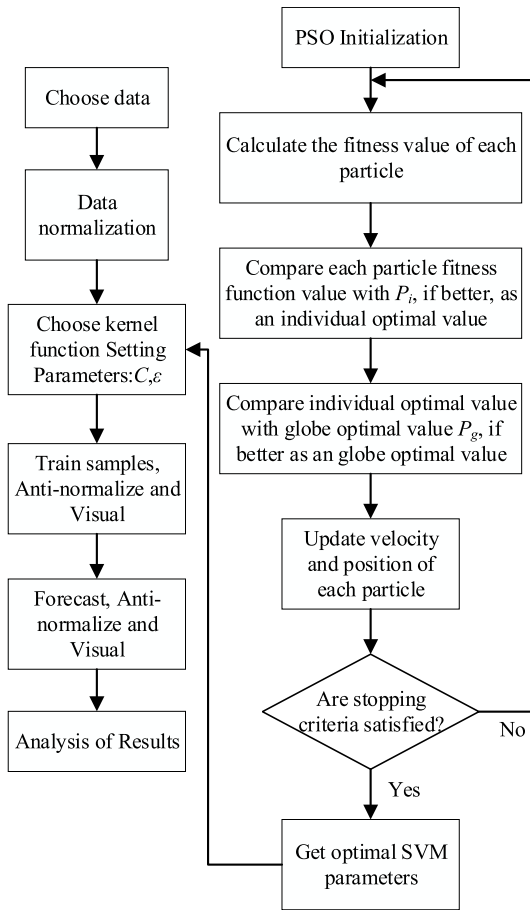 Choose data
Data
normalization
Choose kernel
function Setting
Parameters:C,ε
Train samples,
Anti-normalize and
Visual
Forecast, Anti-
normalize and
Visual
Analysis of Results
PSO Initialization
Calculate the fitness value of each
particle
Compare each particle fitness
function value with Pi, if better, as
an individual optimal value
Compare individual optimal value
with globe optimal value Pg, if
better as an globe optimal value
Update velocity
and position of
each particle
Are stopping
criteria satisfied?
No
Yes
Get optimal SVM
parameters